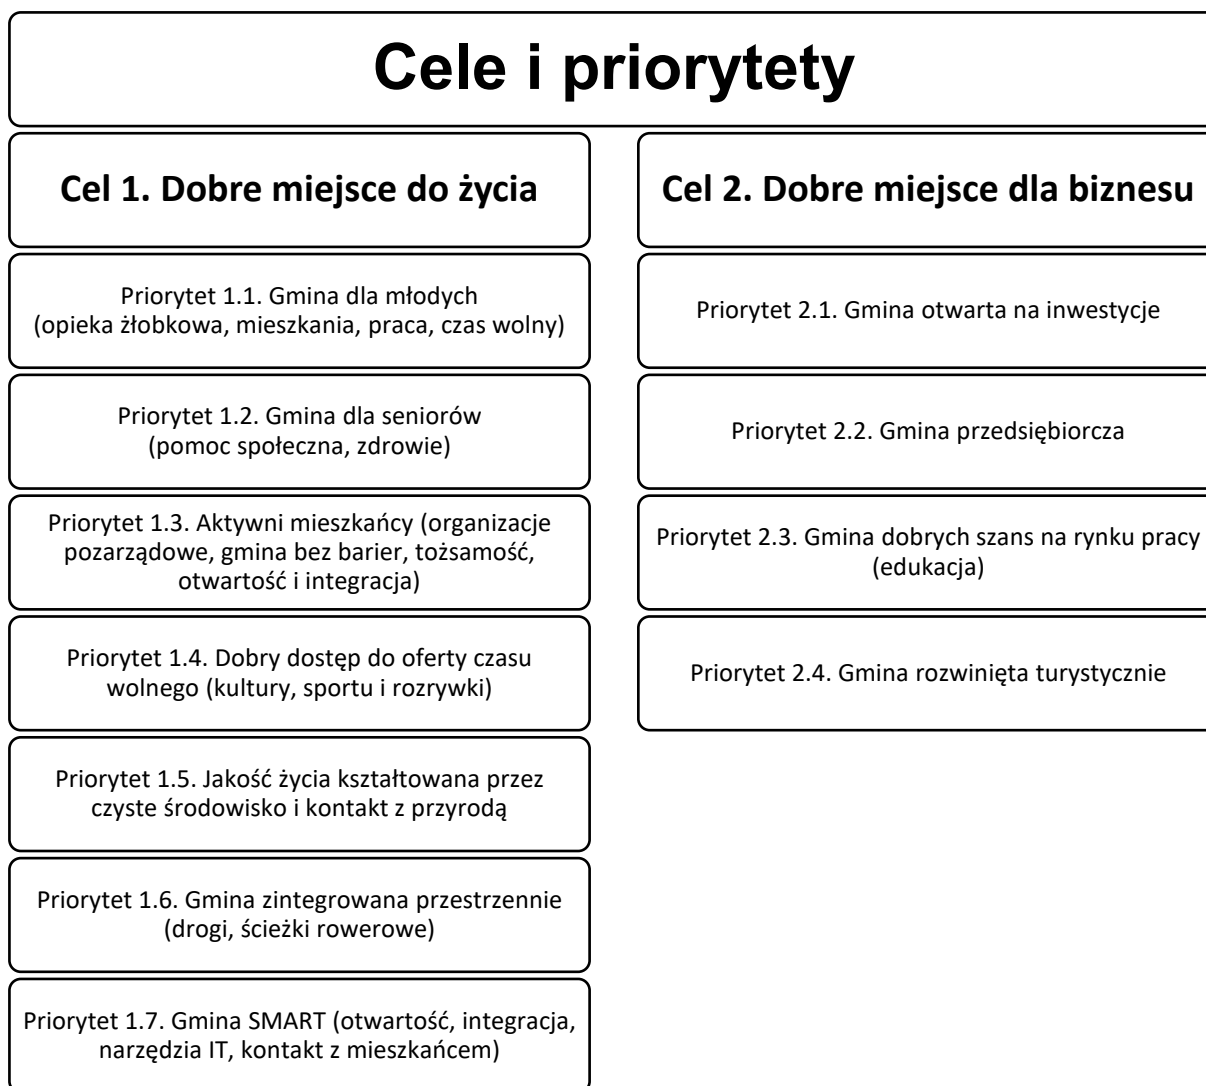 Cele i priorytety
Cel 1. Dobre miejsce do życia
Priorytet 1.1. Gmina dla młodych
(opieka żłobkowa, mieszkania, praca, czas wolny)
Priorytet 1.2. Gmina dla seniorów
(pomoc społeczna, zdrowie)
Priorytet 1.3. Aktywni mieszkańcy (organizacje
pozarządowe, gmina bez barier, tożsamość,
otwartość i integracja)
Priorytet 1.4. Dobry dostęp do oferty czasu
wolnego (kultury, sportu i rozrywki)
Priorytet 1.5. Jakość życia kształtowana przez
czyste środowisko i kontakt z przyrodą
Priorytet 1.6. Gmina zintegrowana przestrzennie
(drogi, ścieżki rowerowe)
Priorytet 1.7. Gmina SMART (otwartość, integracja,
narzędzia IT, kontakt z mieszkańcem)
Cel 2. Dobre miejsce dla biznesu
Priorytet 2.1. Gmina otwarta na inwestycje
Priorytet 2.2. Gmina przedsiębiorcza
Priorytet 2.3. Gmina dobrych szans na rynku pracy
(edukacja)
Priorytet 2.4. Gmina rozwinięta turystycznie